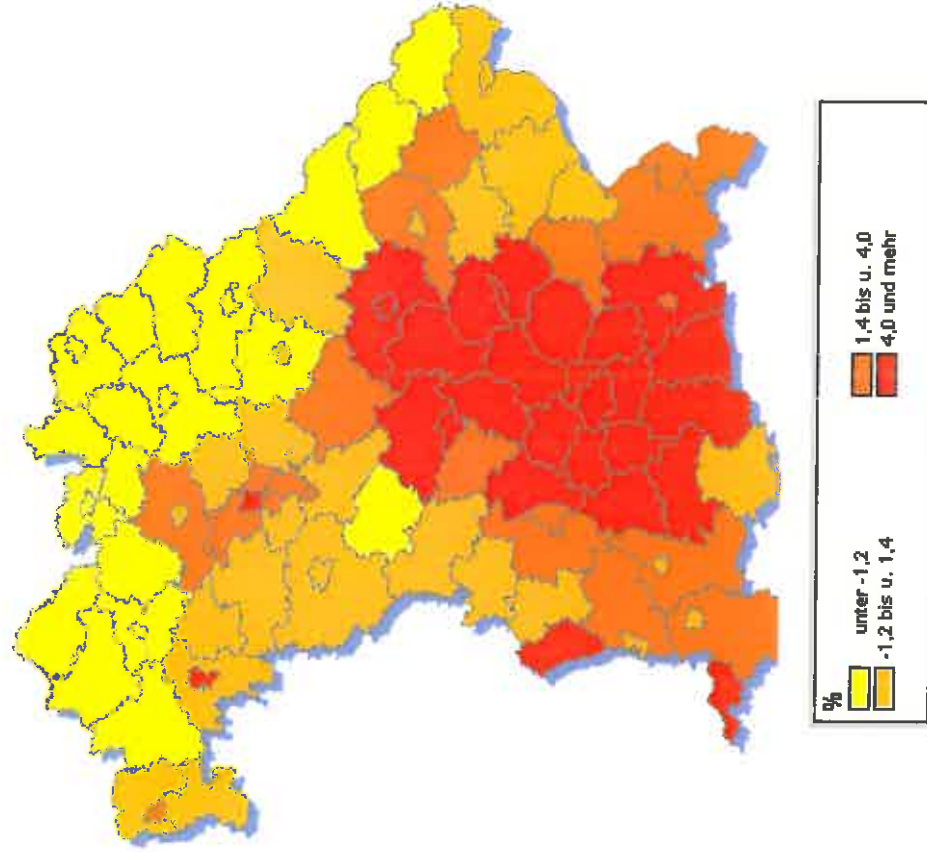 %
unter -1,2
-1,2 bis u. 1,4
1,4 bis u. 4,0
4,0 und mehr